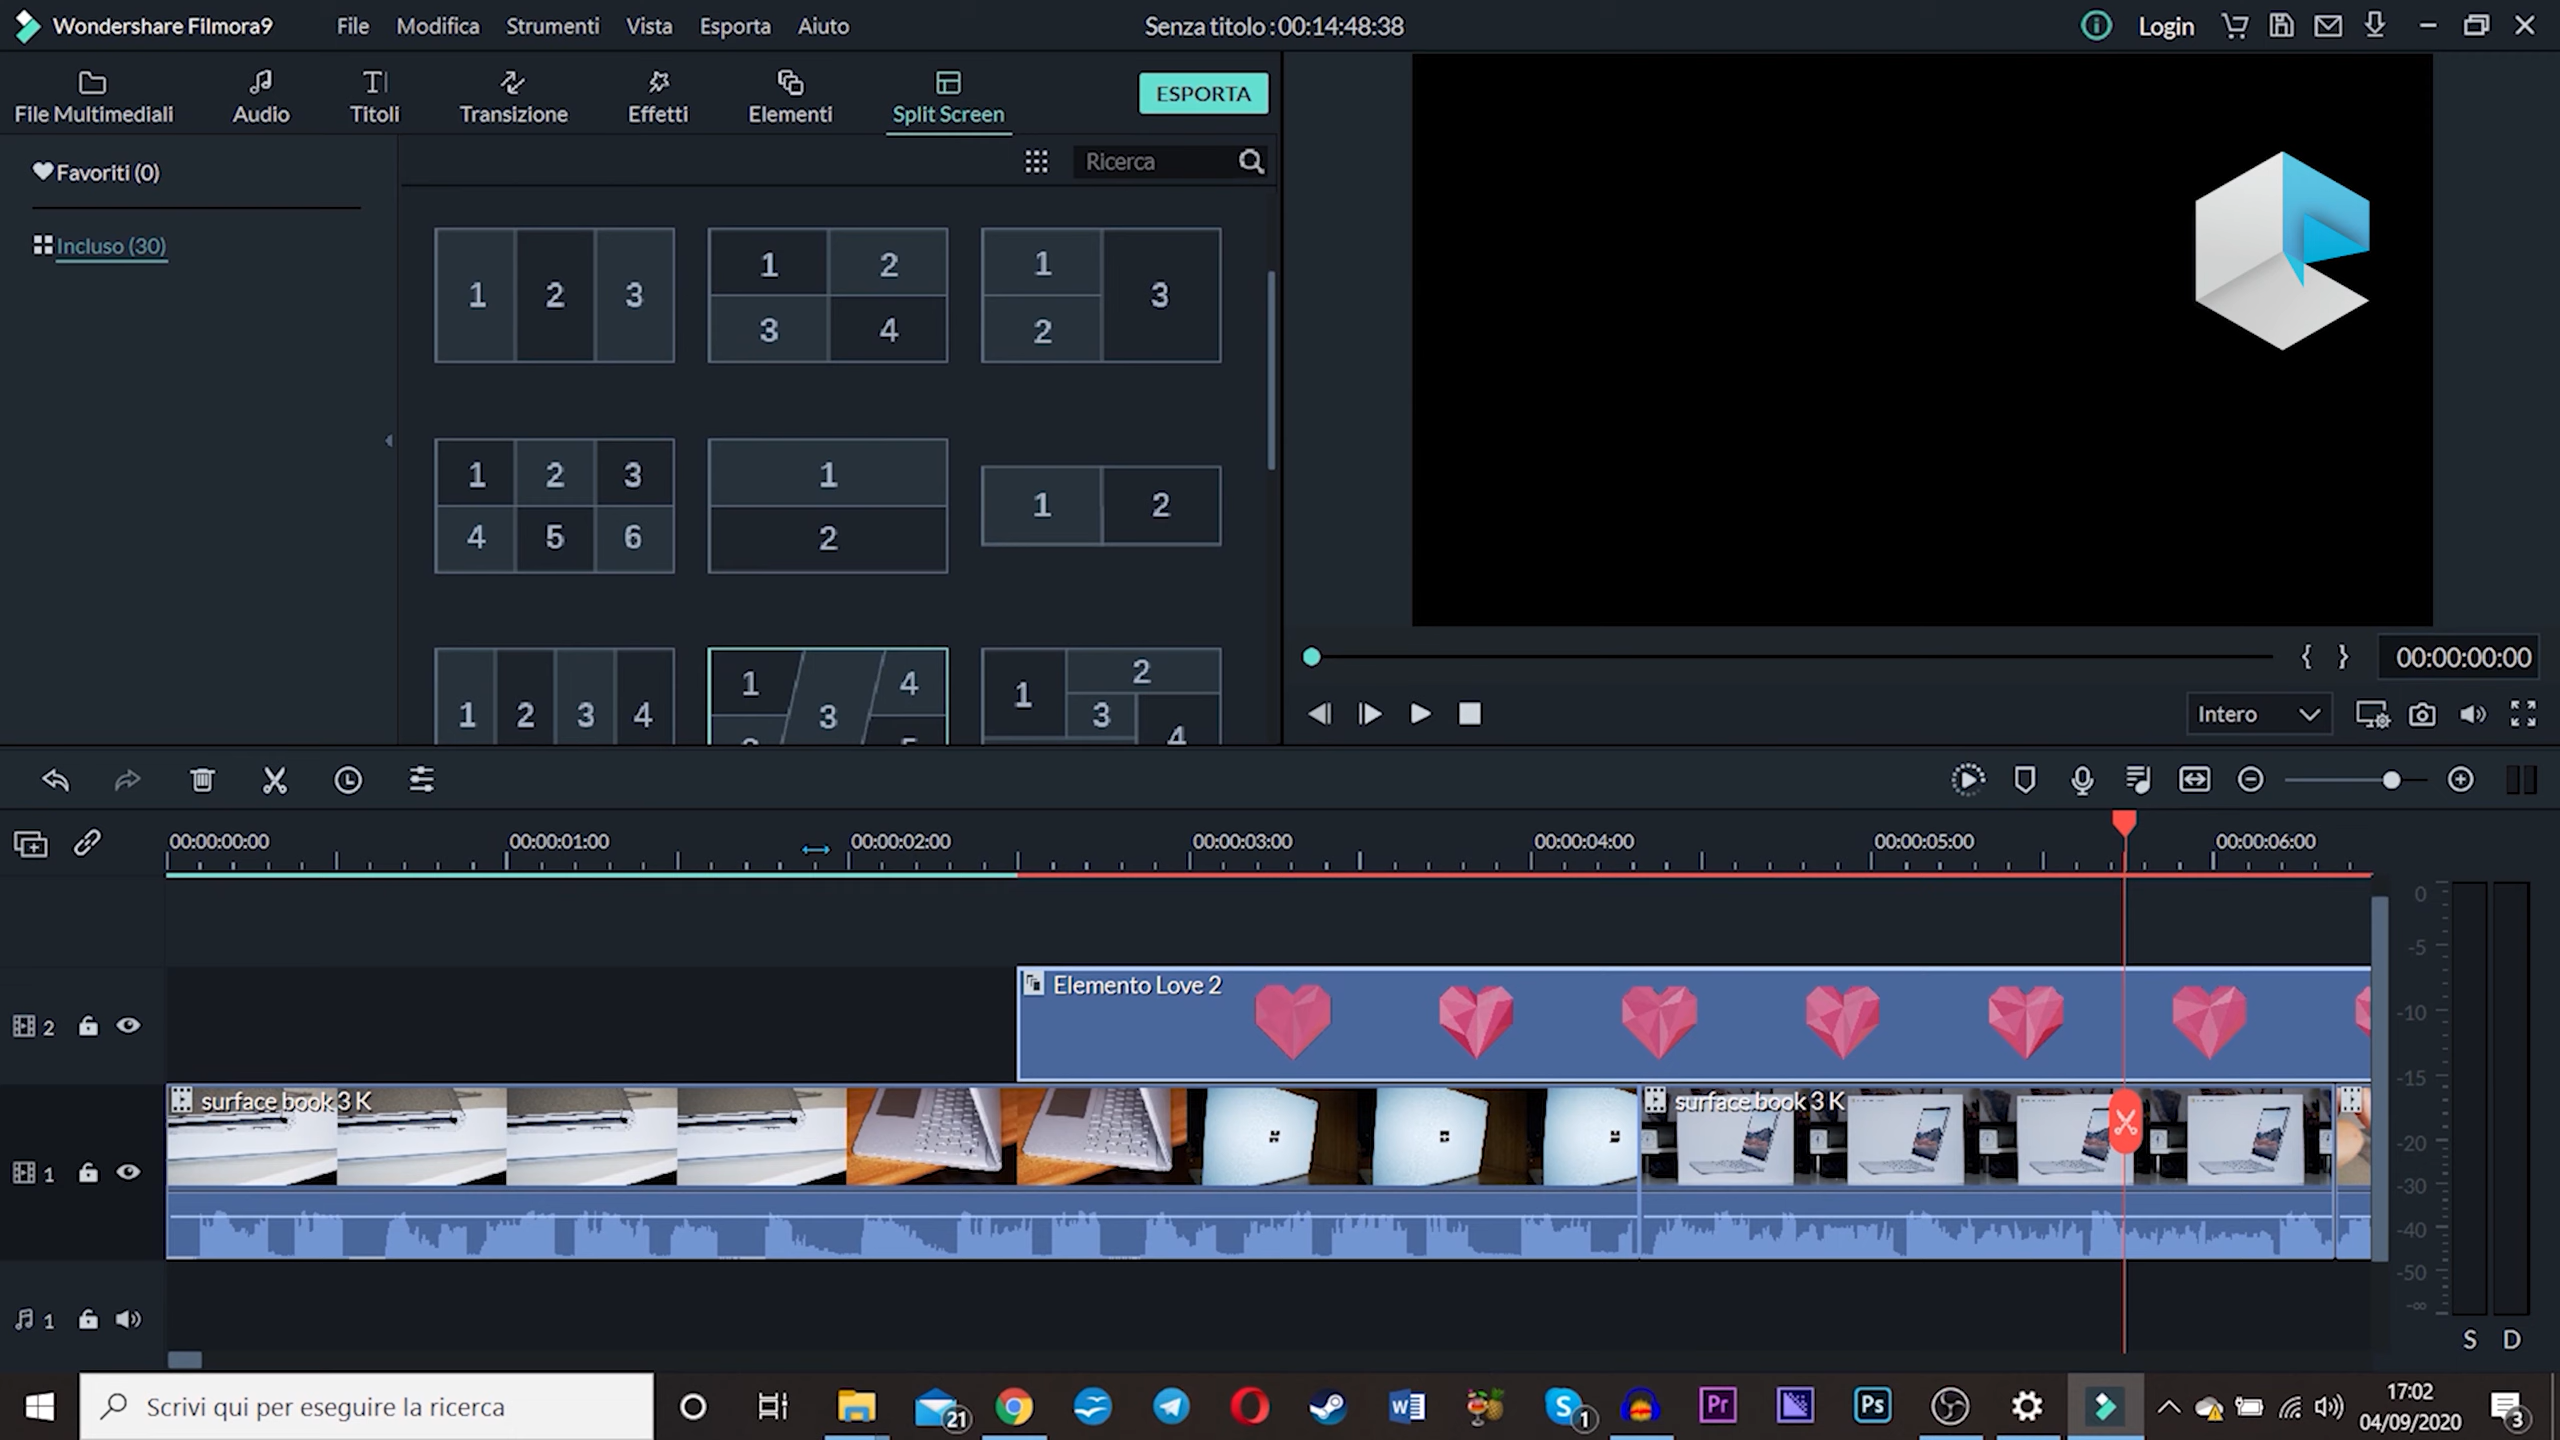 Wondershare Filmora9
File Modifica Strumenti Vista Esporta Aiuto
Senza titolo : 00:14:48:38
Login
File Multimediali Audio Titoli Transizione Effetti Elementi Split Screen
ESPORTA
Favoriti (0)
Incluso (30)
Ricerca
1 2 3
1 2
3 4
1 3
2
1 2 3
4 5 6
1
2
1 2
1 2 3 4
1 3 4
1 2
3 4
{ } 00:00:00:00
Intero
00:00:00:00 00:00:01:00 00:00:02:00 00:00:03:00 00:00:04:00 00:00:05:00 00:00:06:00
Elemento Love 2
2
surface book 3 K
surface book 3 K
1
1
0
-5
-10
-15
-20
-30
-40
-50
-∞
S D
Scrivi qui per eseguire la ricerca
21
S 1
Pr
Ps
17:02
04/09/2020
3